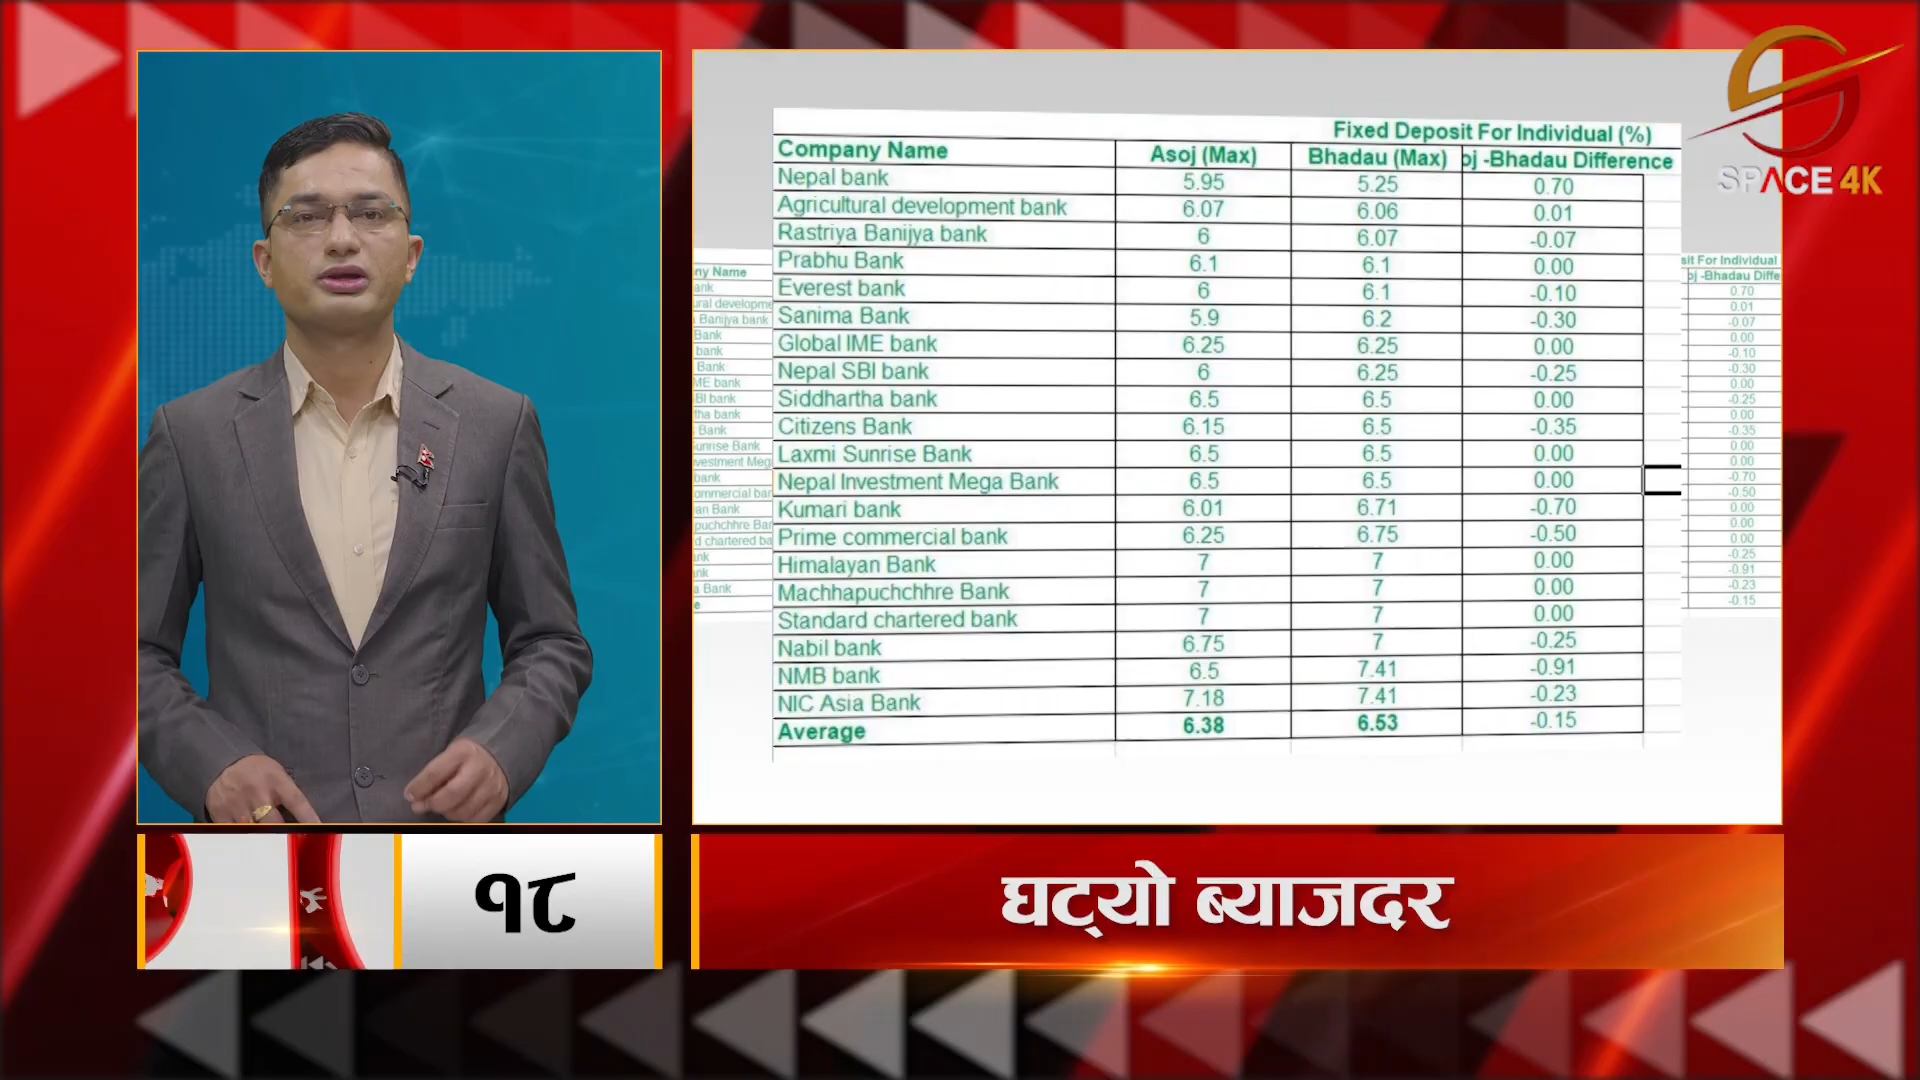 SPACE 4K
Fixed Deposit For Individual (%)
Company Name Asoj (Max) Bhadau (Max) oj -Bhadau Difference
Nepal bank 5.95 5.25 0.70
Agricultural development bank 6.07 6.06 0.01
Rastriya Banijya bank 6 6.07 -0.07
Prabhu Bank 6.1 6.1 0.00
Everest bank 6 6.1 -0.10
Sanima Bank 5.9 6.2 -0.30
Global IME bank 6.25 6.25 0.00
Nepal SBI bank 6 6.25 -0.25
Siddhartha bank 6.5 6.5 0.00
Citizens Bank 6.15 6.5 -0.35
Laxmi Sunrise Bank 6.5 6.5 0.00
Nepal Investment Mega Bank 6.5 6.5 0.00
Kumari bank 6.01 6.71 -0.70
Prime commercial bank 6.25 6.75 -0.50
Himalayan Bank 7 7 0.00
Machhapuchchhre Bank 7 7 0.00
Standard chartered bank 7 7 0.00
Nabil bank 6.75 7 -0.25
NMB bank 6.5 7.41 -0.91
NIC Asia Bank 7.18 7.41 -0.23
Average 6.38 6.53 -0.15
१८
घट्यो ब्याजदर